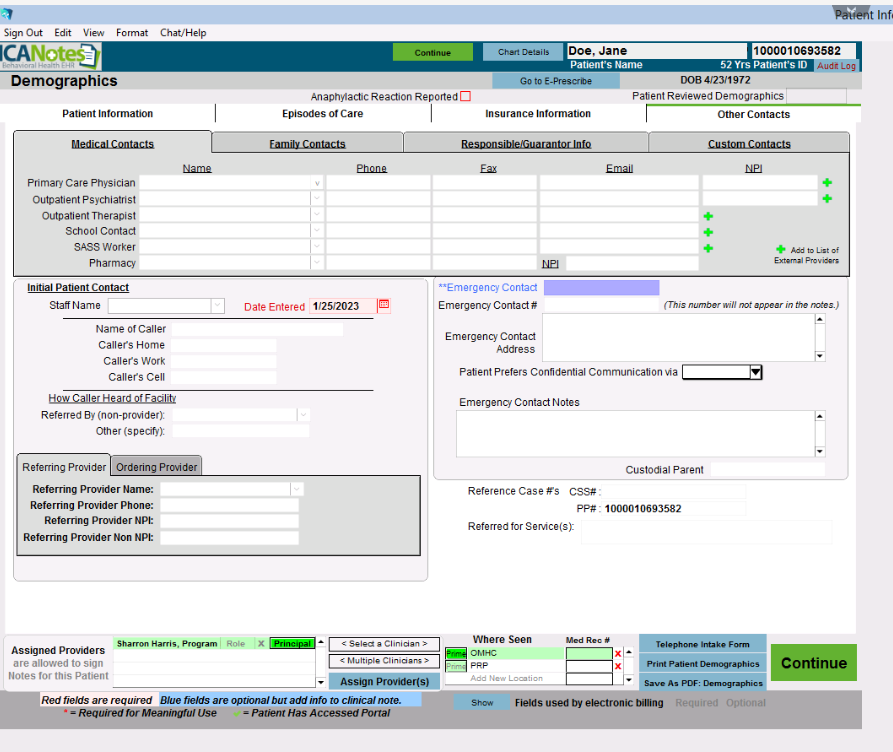 Patient Info
Sign Out Edit View Format Chat/Help
ICANotes
Behavioral Health EHR
Continue Chart Details Doe, Jane 1000010693582
Patient's Name 52 Yrs Patient's ID Audit Log
Demographics Go to E-Prescribe DOB 4/23/1972
Anaphylactic Reaction Reported Patient Reviewed Demographics
Patient Information Episodes of Care Insurance Information Other Contacts
Medical Contacts Family Contacts Responsible/Guarantor Info Custom Contacts
Name Phone Fax Email NPI
Primary Care Physician
Outpatient Psychiatrist
Outpatient Therapist
School Contact
SASS Worker
Add to List of
External Providers
Pharmacy NPI
Initial Patient Contact
Staff Name Date Entered 1/25/2023
Name of Caller
Caller's Home
Caller's Work
Caller's Cell
How Caller Heard of Facility
Referred By (non-provider):
Other (specify):
Referring Provider Ordering Provider
Referring Provider Name:
Referring Provider Phone:
Referring Provider NPI:
Referring Provider Non NPI:
**Emergency Contact
Emergency Contact # (This number will not appear in the notes.)
Emergency Contact
Address
Patient Prefers Confidential Communication via
Emergency Contact Notes
Custodial Parent
Reference Case #'s CSS# :
PP# : 1000010693582
Referred for Service(s):
Assigned Providers
are allowed to sign
Notes for this Patient
Sharron Harris, Program Role X Principal
< Select a Clinician >
< Multiple Clinicians >
Assign Provider(s)
Where Seen Med Rec #
Prime OMHC X
Prime PRP X
Add New Location
Telephone Intake Form
Print Patient Demographics
Save As PDF: Demographics
Continue
Red fields are required Blue fields are optional but add info to clinical note.
* = Required for Meaningful Use = Patient Has Accessed Portal
Show Fields used by electronic billing Required Optional